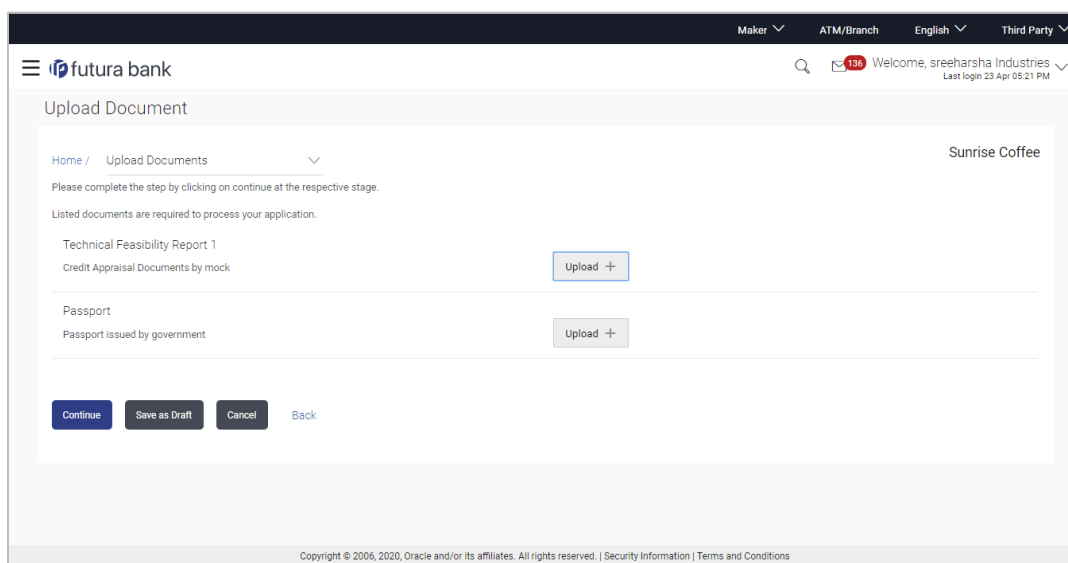 Maker ATM/Branch English Third Party
futura bank 136 Welcome, sreeharsha Industries
Last login 23 Apr 05:21 PM
Upload Document
Home / Upload Documents Sunrise Coffee
Please complete the step by clicking on continue at the respective stage.
Listed documents are required to process your application.
Technical Feasibility Report 1
Credit Appraisal Documents by mock Upload +
Passport
Passport issued by government Upload +
Continue Save as Draft Cancel Back
Copyright © 2006, 2020, Oracle and/or its affiliates. All rights reserved. | Security Information | Terms and Conditions